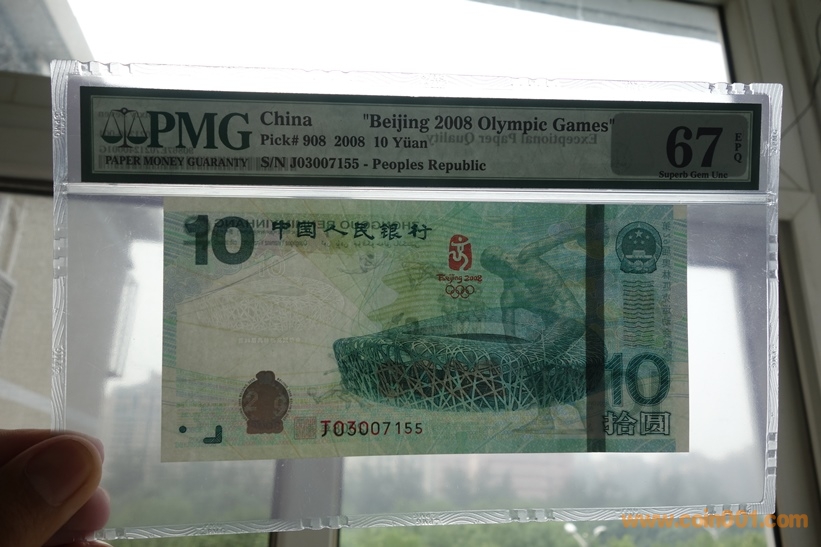 PMG
PAPER MONEY GUARANTY
China "Beijing 2008 Olympic Games"
Pick# 908 2008 10 Yüan
S/N J03007155 - Peoples Republic
Exceptional Paper Quality
67
EPQ
Superb Gem Unc
10 中国人民银行
Beijing 2008
10
拾圆
J03007155
www.coin001.com